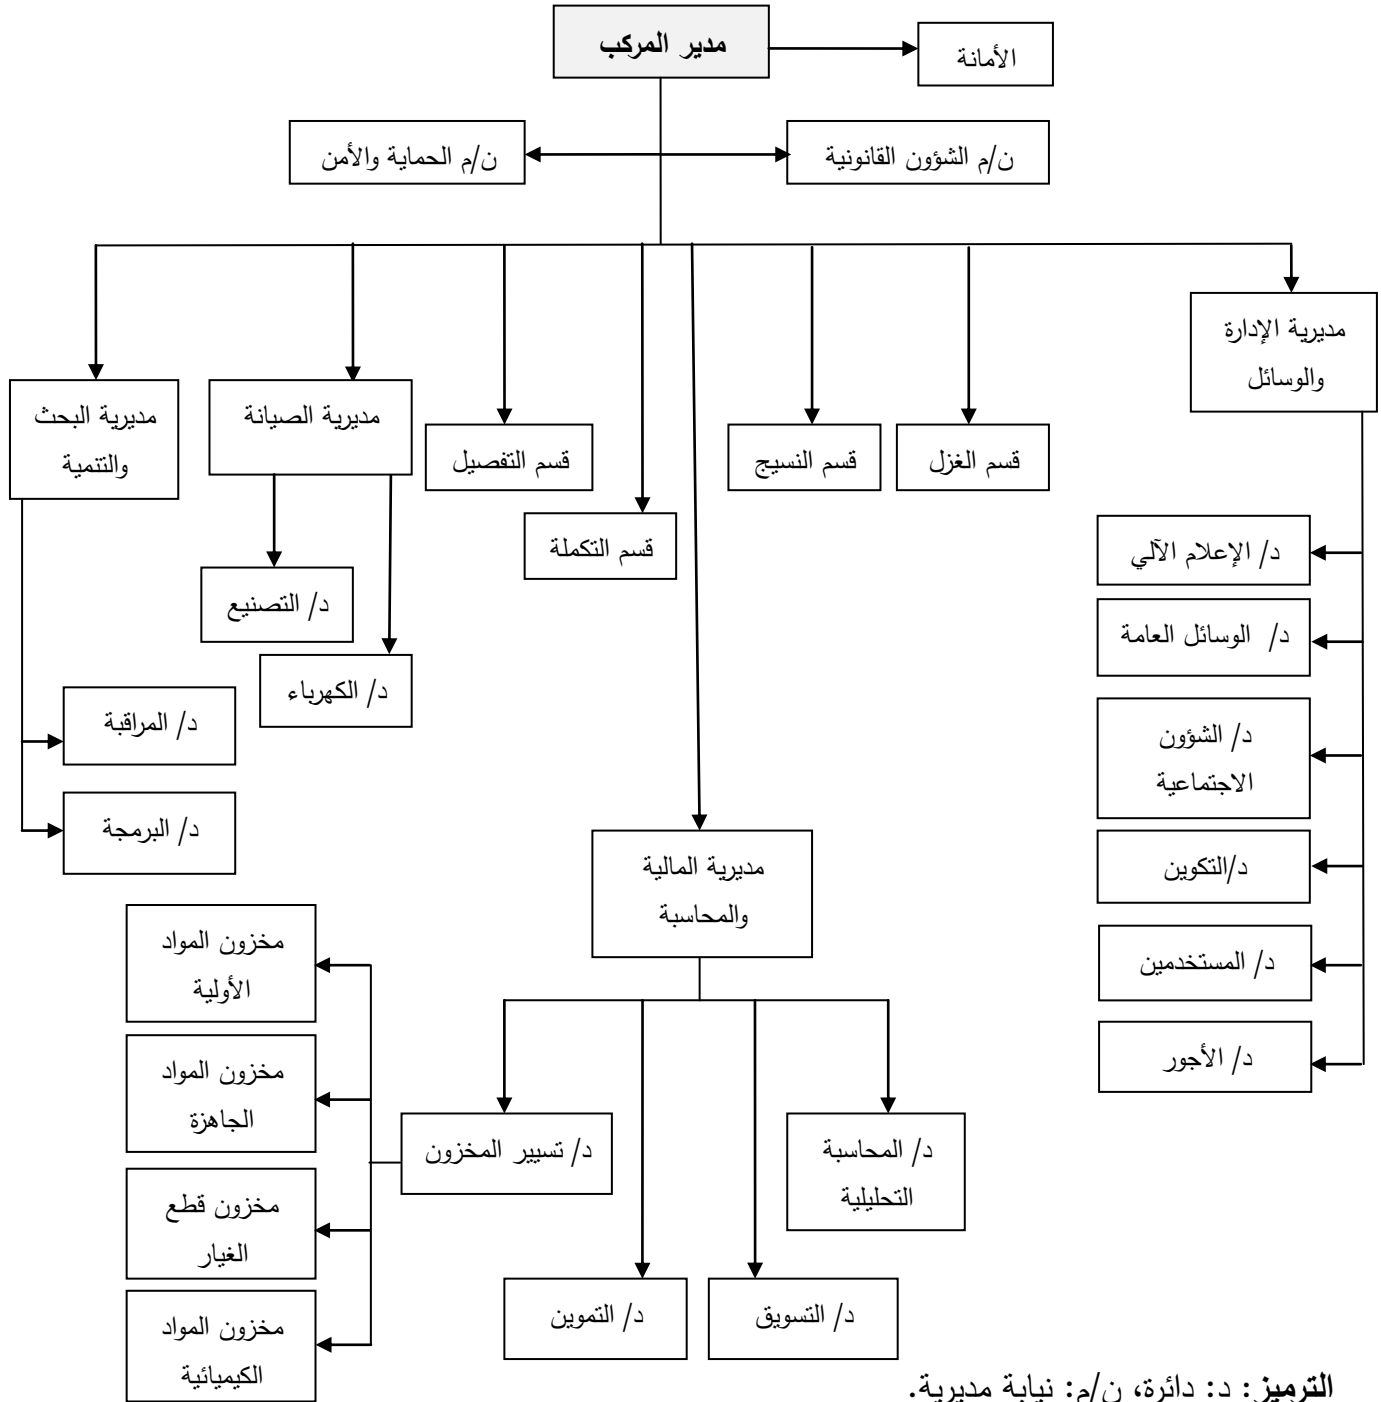 مدير المركب
الأمانة
ن/م الشؤون القانونية
ن/م الحماية والأمن
مديرية الإدارة
والوسائل
قسم الغزل
قسم النسيج
قسم التكملة
قسم التفصيل
مديرية الصيانة
مديرية البحث
والتنمية
د/ الإعلام الآلي
د/ الوسائل العامة
د/ الشؤون
الاجتماعية
د/التكوين
د/ المستخدمين
د/ الأجور
د/ التصنيع
د/ الكهرباء
د/ المراقبة
د/ البرمجة
مديرية المالية
والمحاسبة
د/ المحاسبة
التحليلية
د/ التسويق
د/ التموين
د/ تسيير المخزون
مخزون المواد
الأولية
مخزون المواد
الجاهزة
مخزون قطع
الغيار
مخزون المواد
الكيميائية
الترميز: د: دائرة، ن/م: نيابة مديرية.